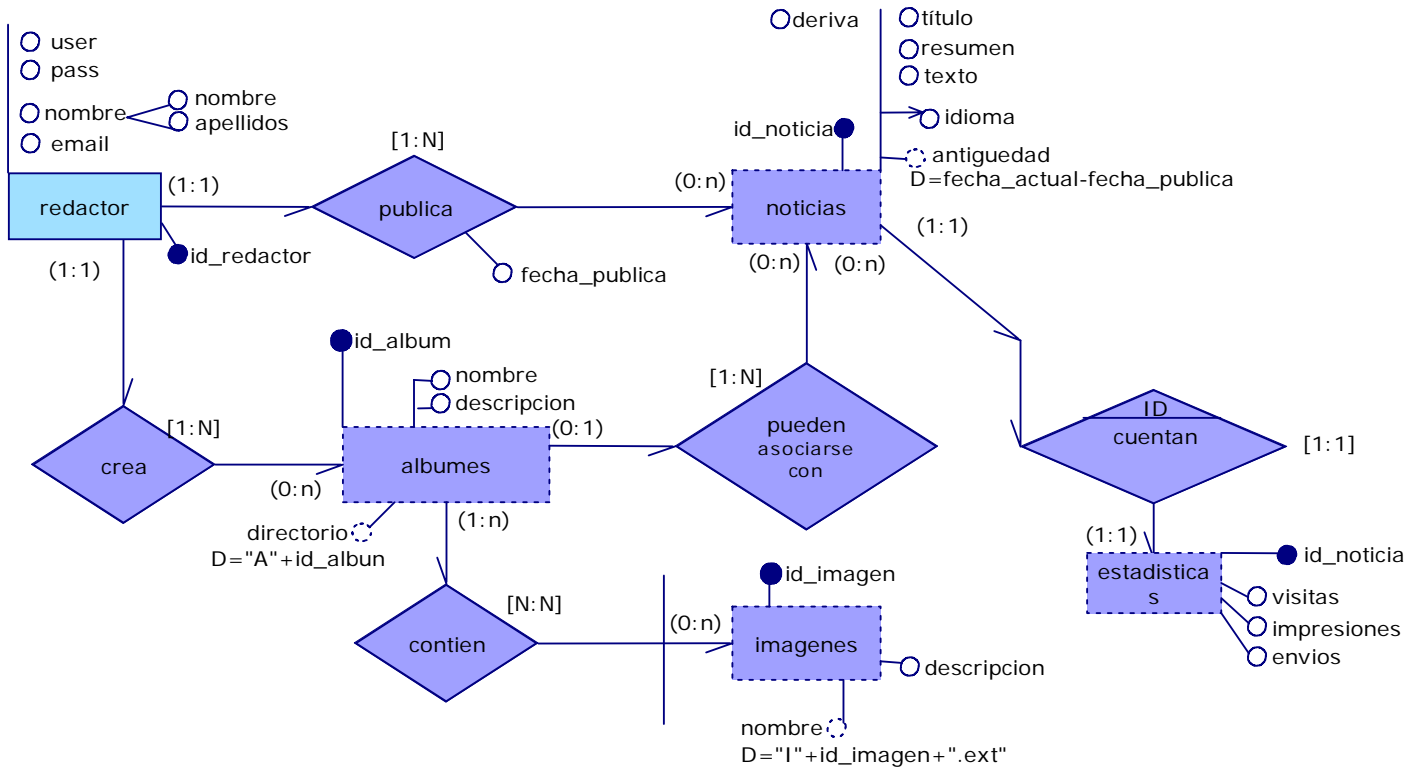 deriva
título
resumen
texto
idioma
antiguedad
D=fecha_actual-fecha_publica
id_noticia
user
pass
nombre
nombre
apellidos
email
[1:N]
(1:1)
(0:n)
redactor
publica
noticias
id_redactor
fecha_publica
(1:1)
(1:1)
(0:n)
(0:n)
id_album
nombre
descripcion
[1:N]
[1:N]
(0:1)
crea
albumes
pueden
asociarse
con
ID
cuentan
[1:1]
(0:n)
(1:n)
directorio
D="A"+id_albun
(1:1)
estadistica
s
id_noticia
visitas
impresiones
envios
id_imagen
[N:N]
(0:n)
contien
imagenes
descripcion
nombre
D="I"+id_imagen+".ext"